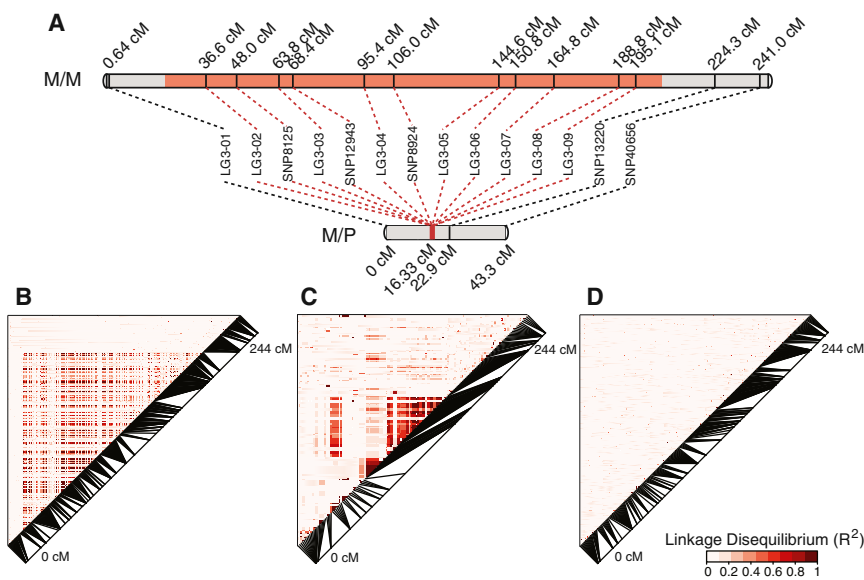 A
0.64 cM
36.6 cM
48.0 cM
63.8 cM
68.4 cM
95.4 cM
106.0 cM
144.6 cM
150.8 cM
164.8 cM
188.8 cM
195.1 cM
224.3 cM
241.0 cM
M/M
LG3-01
LG3-02
SNP8125
LG3-03
SNP12943
LG3-04
SNP8924
LG3-05
LG3-06
LG3-07
LG3-08
LG3-09
SNP13220
SNP40656
M/P
0 cM
16.33 cM
22.9 cM
43.3 cM
B
C
D
244 cM
244 cM
244 cM
0 cM
0 cM
0 cM
Linkage Disequilibrium (R²)
0 0.2 0.4 0.6 0.8 1